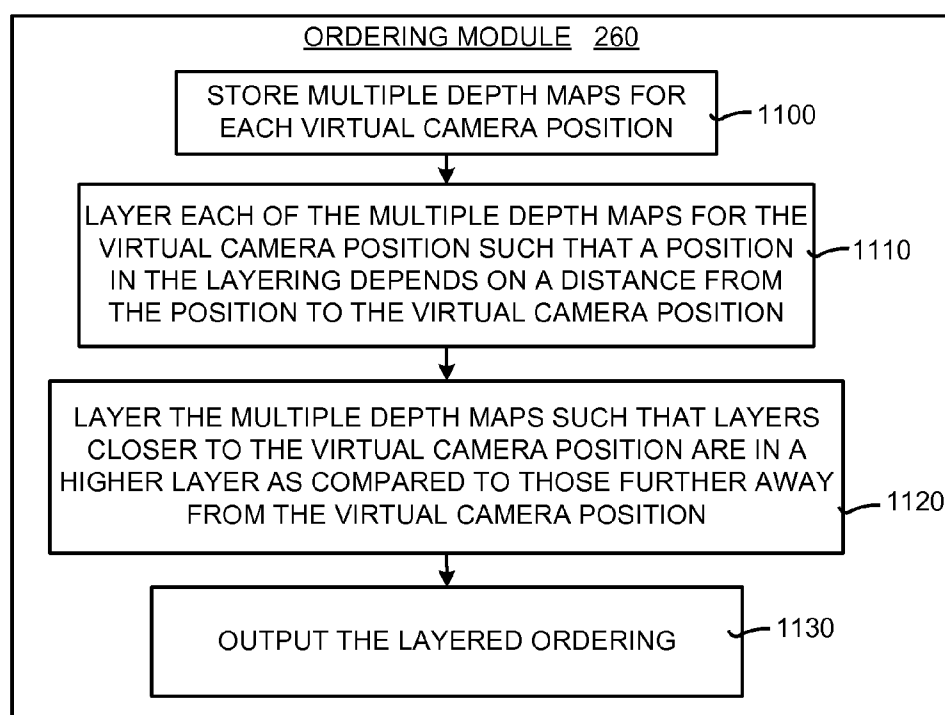 ORDERING MODULE 260
STORE MULTIPLE DEPTH MAPS FOR
EACH VIRTUAL CAMERA POSITION
1100
LAYER EACH OF THE MULTIPLE DEPTH MAPS FOR THE
VIRTUAL CAMERA POSITION SUCH THAT A POSITION
IN THE LAYERING DEPENDS ON A DISTANCE FROM
THE POSITION TO THE VIRTUAL CAMERA POSITION
1110
LAYER THE MULTIPLE DEPTH MAPS SUCH THAT LAYERS
CLOSER TO THE VIRTUAL CAMERA POSITION ARE IN A
HIGHER LAYER AS COMPARED TO THOSE FURTHER AWAY
FROM THE VIRTUAL CAMERA POSITION
1120
OUTPUT THE LAYERED ORDERING
1130